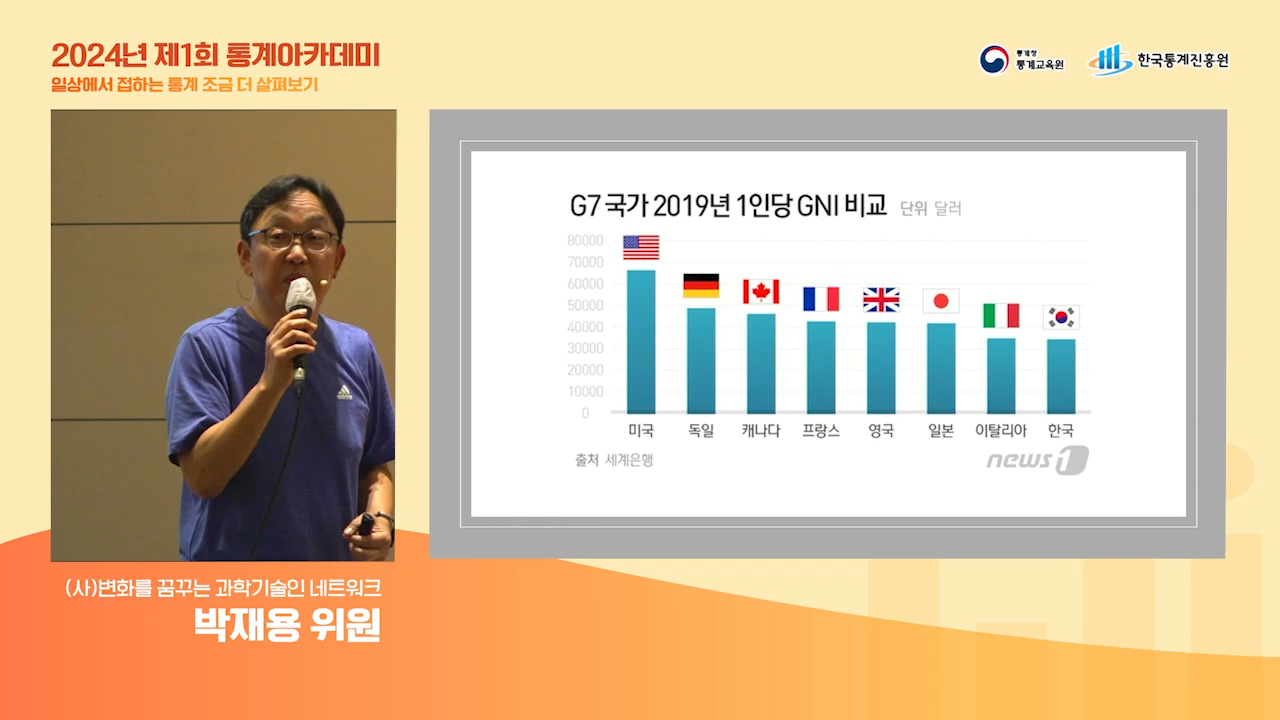 2024년 제1회 통계아카데미
일상에서 접하는 통계 조금 더 살펴보기
통계청
통계교육원
한국통계진흥원
G7 국가 2019년 1인당 GNI 비교 단위 달러
80000
70000
60000
50000
40000
30000
20000
10000
0
미국 독일 캐나다 프랑스 영국 일본 이탈리아 한국
출처 세계은행
news1
adidas
(사)변화를 꿈꾸는 과학기술인 네트워크
박재용 위원